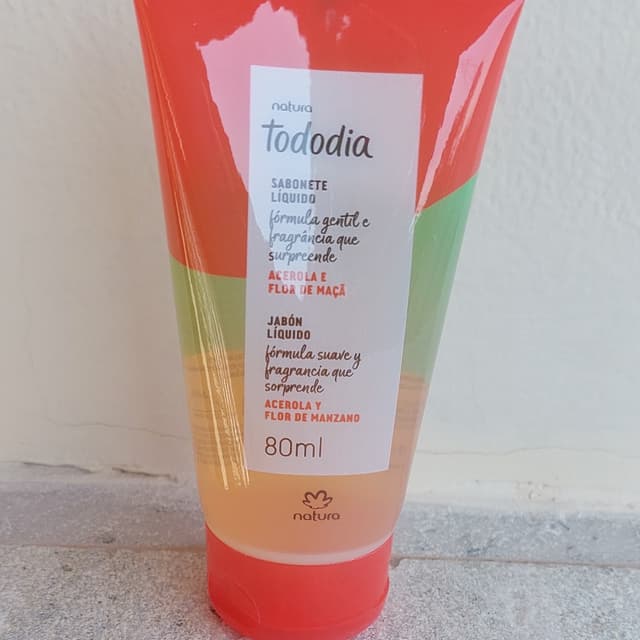 natura
tododia
SABONETE
LÍQUIDO
fórmula gentil e
fragrância que
surpreende
ACEROLA E
FLOR DE MAÇÃ
JABÓN
LÍQUIDO
fórmula suave y
fragrancia que
sorprende
ACEROLA Y
FLOR DE MANZANO
80ml
natura